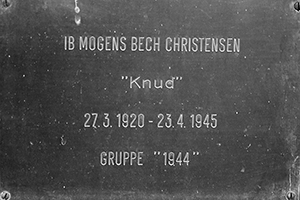 IB MOGENS BECH CHRISTENSEN
"Knud"
27.3.1920 - 23.4.1945
GRUPPE "1944"